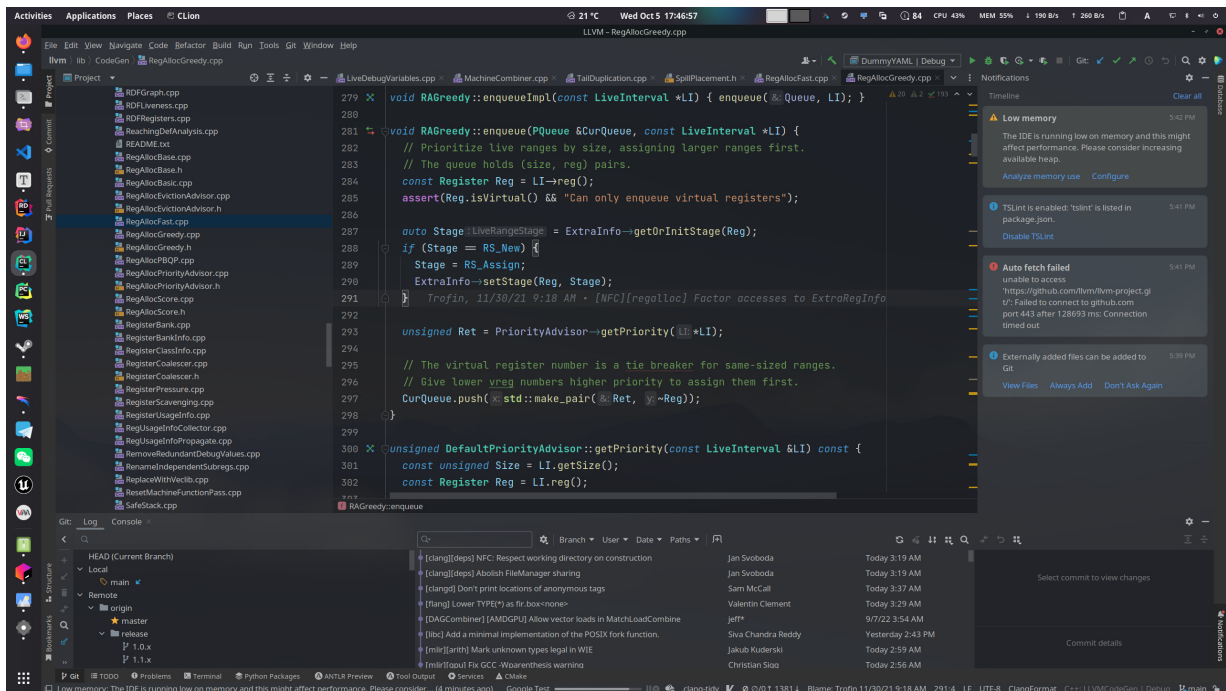 Activities Applications Places CLion
21 °C Wed Oct 5 17:46:57
84 CPU 43% MEM 55% ↓ 190 B/s ↑ 260 B/s A
LLVM – RegAllocGreedy.cpp
File Edit View Navigate Code Refactor Build Run Tools Git Window Help
llvm 〉 lib 〉 CodeGen 〉 RegAllocGreedy.cpp
DummyYAML | Debug
Git:
Project
LiveDebugVariables.cpp × MachineCombiner.cpp × TailDuplication.cpp × SpillPlacement.h × RegAllocFast.cpp × RegAllocGreedy.cpp ×
Notifications
Project
Commit
Pull Requests
RDFGraph.cpp
RDFLiveness.cpp
RDFRegisters.cpp
ReachingDefAnalysis.cpp
README.txt
RegAllocBase.cpp
RegAllocBase.h
RegAllocBasic.cpp
RegAllocEvictionAdvisor.cpp
RegAllocEvictionAdvisor.h
RegAllocFast.cpp
RegAllocGreedy.cpp
RegAllocGreedy.h
RegAllocPBQP.cpp
RegAllocPriorityAdvisor.cpp
RegAllocPriorityAdvisor.h
RegAllocScore.cpp
RegAllocScore.h
RegisterBank.cpp
RegisterBankInfo.cpp
RegisterClassInfo.cpp
RegisterCoalescer.cpp
RegisterCoalescer.h
RegisterPressure.cpp
RegisterScavenging.cpp
RegisterUsageInfo.cpp
RegUsageInfoCollector.cpp
RegUsageInfoPropagate.cpp
RemoveRedundantDebugValues.cpp
RenameIndependentSubregs.cpp
ReplaceWithVeclib.cpp
ResetMachineFunctionPass.cpp
SafeStack.cpp
20 2 193
279 void RAGreedy::enqueueImpl(const LiveInterval *LI) { enqueue( &: Queue, LI); }
280
281 void RAGreedy::enqueue(PQueue &CurQueue, const LiveInterval *LI) {
282 // Prioritize live ranges by size, assigning larger ranges first.
283 // The queue holds (size, reg) pairs.
284 const Register Reg = LI→reg();
285 assert(Reg.isVirtual() && "Can only enqueue virtual registers");
286
287 auto Stage : LiveRangeStage = ExtraInfo→getOrInitStage(Reg);
288 if (Stage == RS_New) {
289 Stage = RS_Assign;
290 ExtraInfo→setStage(Reg, Stage);
291 } Trofin, 11/30/21 9:18 AM • [NFC][regalloc] Factor accesses to ExtraRegInfo
292
293 unsigned Ret = PriorityAdvisor→getPriority( LI: *LI);
294
295 // The virtual register number is a tie breaker for same-sized ranges.
296 // Give lower vreg numbers higher priority to assign them first.
297 CurQueue.push( x: std::make_pair( &: Ret, y: ~Reg));
298 }
299
300 unsigned DefaultPriorityAdvisor::getPriority(const LiveInterval &LI) const {
301 const unsigned Size = LI.getSize();
302 const Register Reg = LI.reg();
303
RAGreedy::enqueue
Timeline Clear all
Low memory 5:42 PM
The IDE is running low on memory and this might
affect performance. Please consider increasing
available heap.
Analyze memory use Configure
TSLint is enabled: 'tslint' is listed in 5:41 PM
package.json.
Disable TSLint
Auto fetch failed 5:41 PM
unable to access
'https://github.com/llvm/llvm-project.gi
t/': Failed to connect to github.com
port 443 after 128693 ms: Connection
timed out
Externally added files can be added to 5:39 PM
Git
View Files Always Add Don't Ask Again
Database
Notifications
Git: Log Console ×
Branch User Date Paths
HEAD (Current Branch)
Local
main
Remote
origin
master
release
1.0.x
1.1.x
Structure
Bookmarks
[clang][deps] NFC: Respect working directory on construction Jan Svoboda Today 3:19 AM
[clang][deps] Abolish FileManager sharing Jan Svoboda Today 3:19 AM
[clangd] Don't print locations of anonymous tags Sam McCall Today 3:37 AM
[flang] Lower TYPE(*) as fir.box<none> Valentin Clement Today 3:29 AM
[DAGCombiner] [AMDGPU] Allow vector loads in MatchLoadCombine jeff* 9/7/22 3:54 AM
[libc] Add a minimal implementation of the POSIX fork function. Siva Chandra Reddy Yesterday 2:43 PM
[mlir][arith] Mark unknown types legal in WIE Jakub Kuderski Today 2:59 AM
[mlir][gpu] Fix GCC -Wparenthesis warning Christian Sigg Today 2:56 AM
Select commit to view changes
Commit details
Git TODO Problems Terminal Python Packages ANTLR Preview Tool Output Services CMake
Low memory: The IDE is running low on memory and this might affect performance. Please consider... (4 minutes ago) Google Test clang-tidy Blame: Trofin 11/30/21 9:18 AM 291:4 LF UTF-8 ClangFormat C++: LLVMCodeGen | Debug main